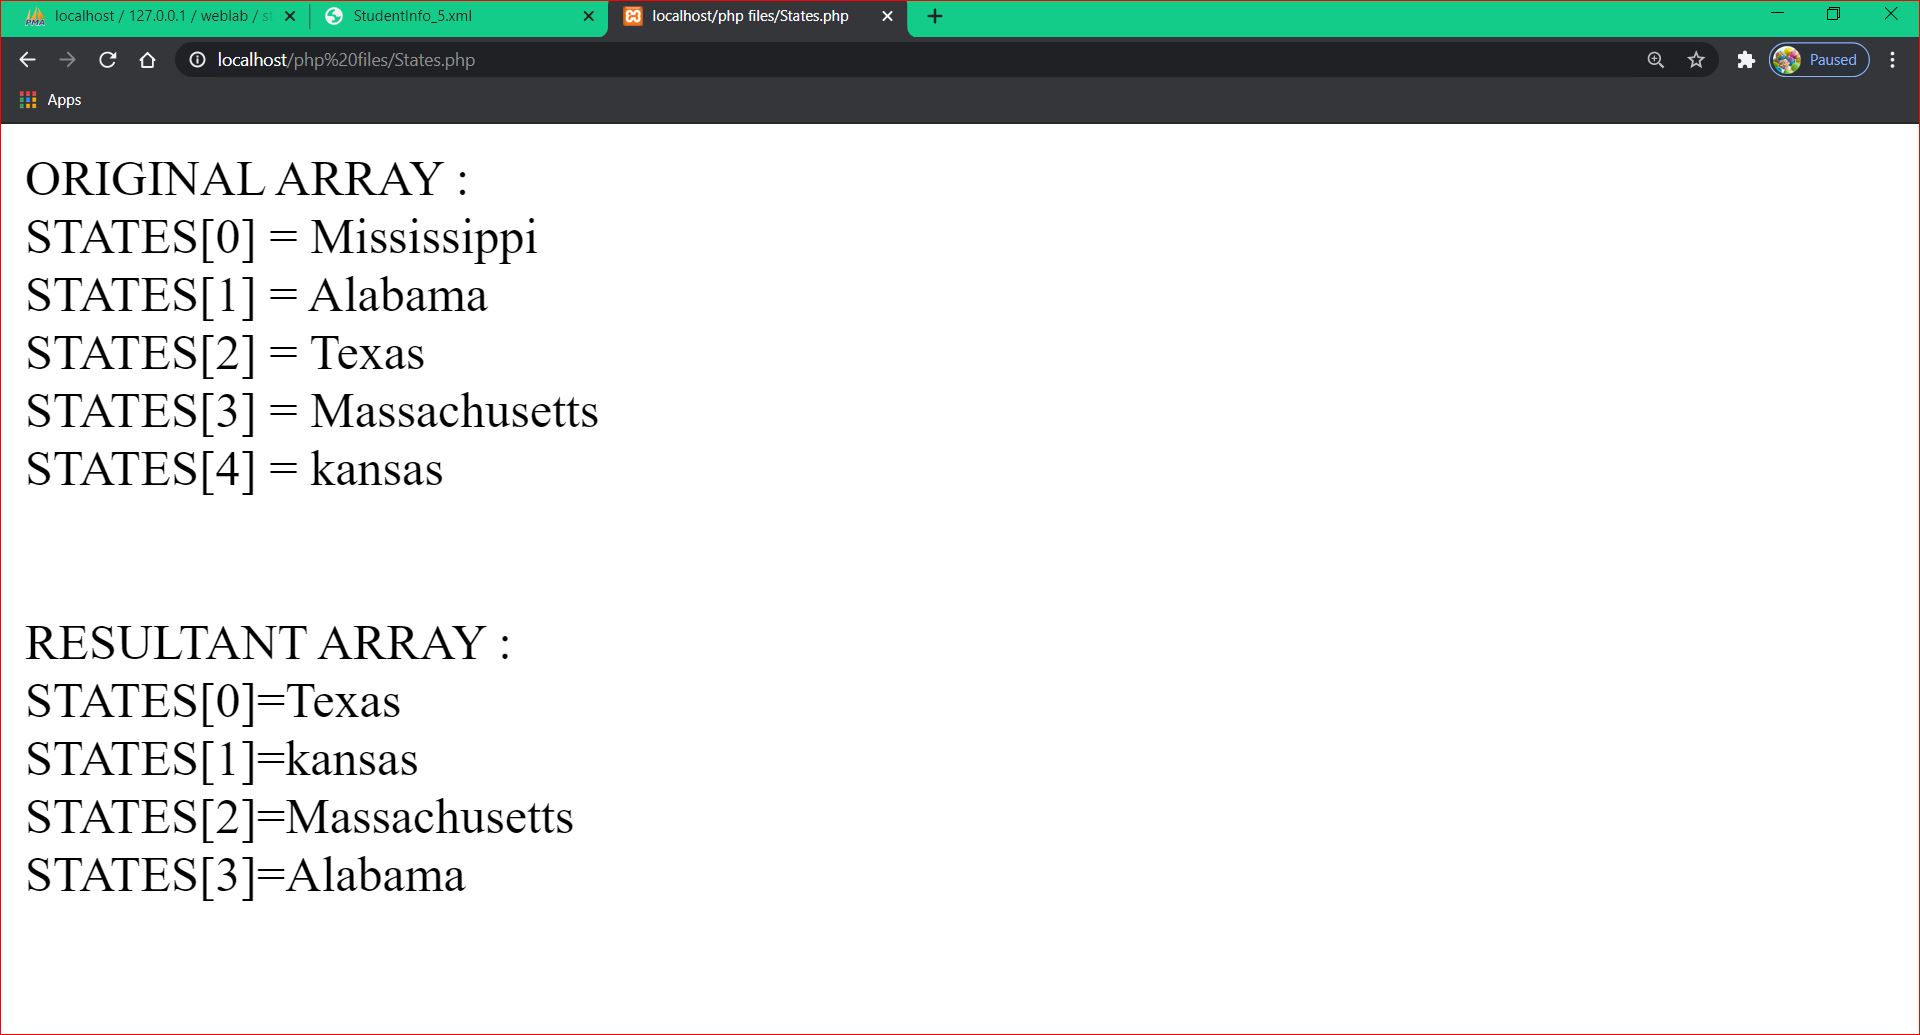 localhost / 127.0.0.1 / weblab / st
StudentInfo_5.xml
localhost/php files/States.php
localhost/php%20files/States.php
Paused
Apps
ORIGINAL ARRAY :
STATES[0] = Mississippi
STATES[1] = Alabama
STATES[2] = Texas
STATES[3] = Massachusetts
STATES[4] = kansas
RESULTANT ARRAY :
STATES[0]=Texas
STATES[1]=kansas
STATES[2]=Massachusetts
STATES[3]=Alabama